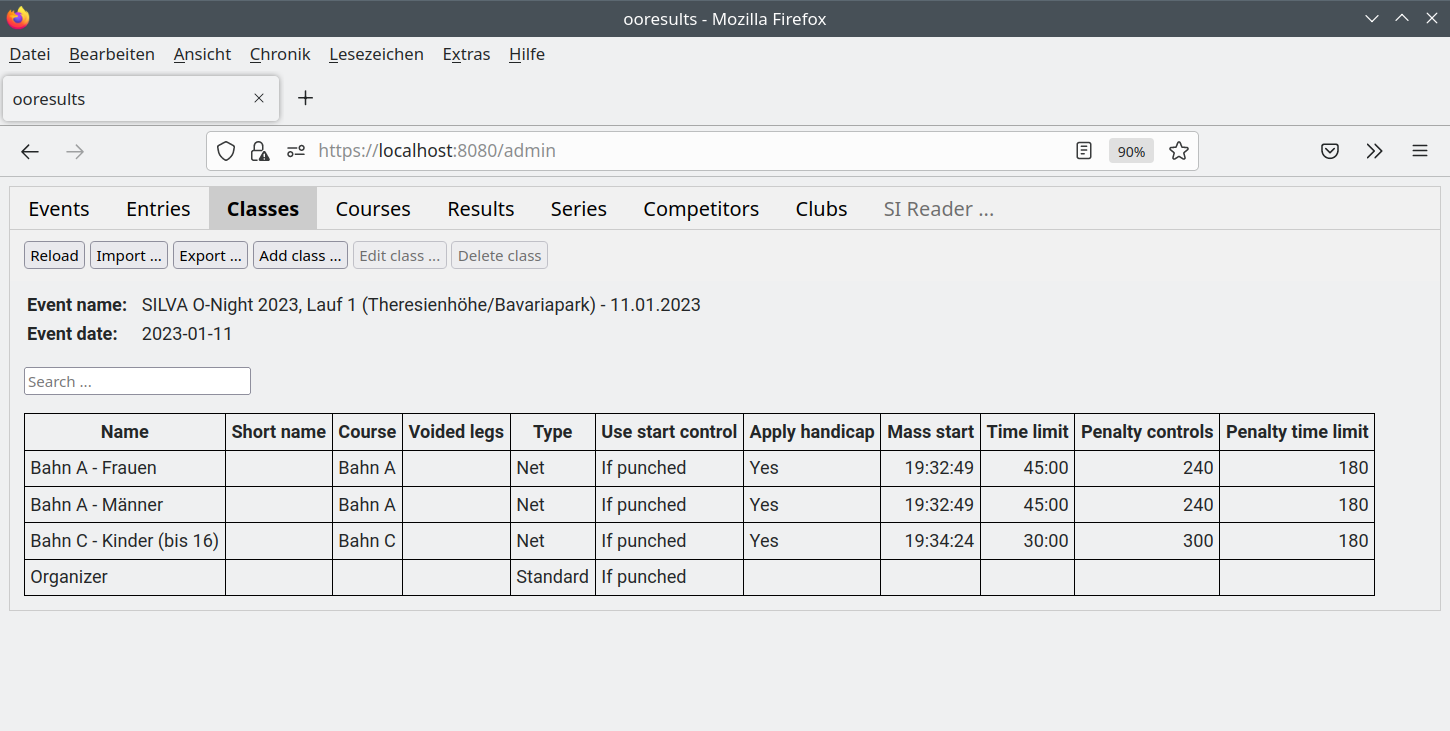 ooresults - Mozilla Firefox
Datei Bearbeiten Ansicht Chronik Lesezeichen Extras Hilfe
ooresults
https://localhost:8080/admin 90%
Events Entries Classes Courses Results Series Competitors Clubs SI Reader ...
Reload Import ... Export ... Add class ... Edit class ... Delete class
Event name: SILVA O-Night 2023, Lauf 1 (Theresienhöhe/Bavariapark) - 11.01.2023
Event date: 2023-01-11
Search ...
Name Short name Course Voided legs Type Use start control Apply handicap Mass start Time limit Penalty controls Penalty time limit
Bahn A - Frauen Bahn A Net If punched Yes 19:32:49 45:00 240 180
Bahn A - Männer Bahn A Net If punched Yes 19:32:49 45:00 240 180
Bahn C - Kinder (bis 16) Bahn C Net If punched Yes 19:34:24 30:00 300 180
Organizer Standard If punched